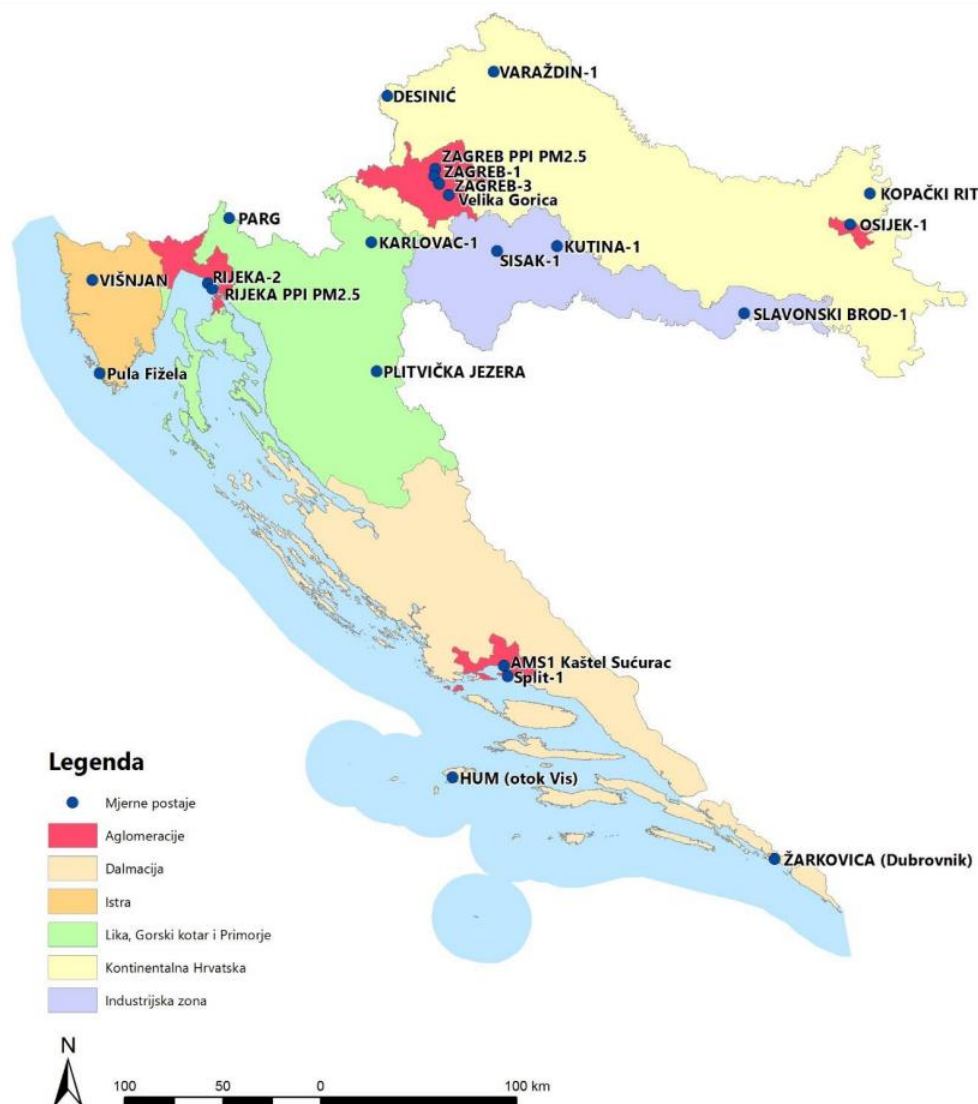 VARAŽDIN-1
DESINIĆ
ZAGREB PPI PM2.5
ZAGREB-1
ZAGREB-3
Velika Gorica
KOPAČKI RIT
OSIJEK-1
PARG
KARLOVAC-1
KUTINA-1
SISAK-1
VIŠNJAN
RIJEKA-2
RIJEKA PPI PM2.5
SLAVONSKI BROD-1
Pula Fižela
PLITVIČKA JEZERA
AMS1 Kaštel Sućurac
Split-1
HUM (otok Vis)
ŽARKOVICA (Dubrovnik)
Legenda
Mjerne postaje
Aglomeracije
Dalmacija
Istra
Lika, Gorski kotar i Primorje
Kontinentalna Hrvatska
Industrijska zona
N
100 50 0 100 km